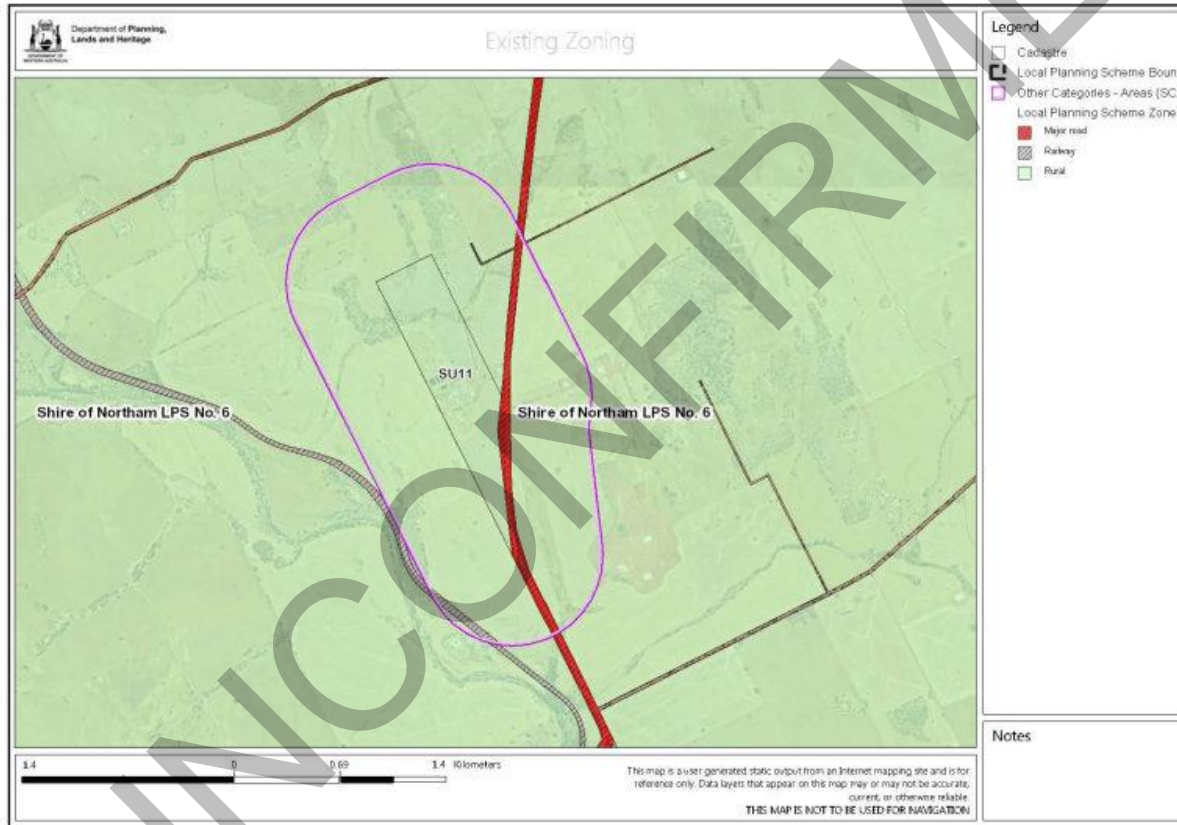 Department of Planning,
Lands and Heritage
GOVERNMENT OF
WESTERN AUSTRALIA
Existing Zoning
SU11
Shire of Northam LPS No. 6
Shire of Northam LPS No. 6
1.4
0
0.69
1.4 Kilometers
This map is a user generated static output from an Internet mapping site and is for
reference only. Data layers that appear on this map may or may not be accurate,
current, or otherwise reliable.
THIS MAP IS NOT TO BE USED FOR NAVIGATION
Legend
Cadastre
Local Planning Scheme Boun
Other Categories - Areas (SC
Local Planning Scheme Zone
Major road
Railway
Rural
Notes